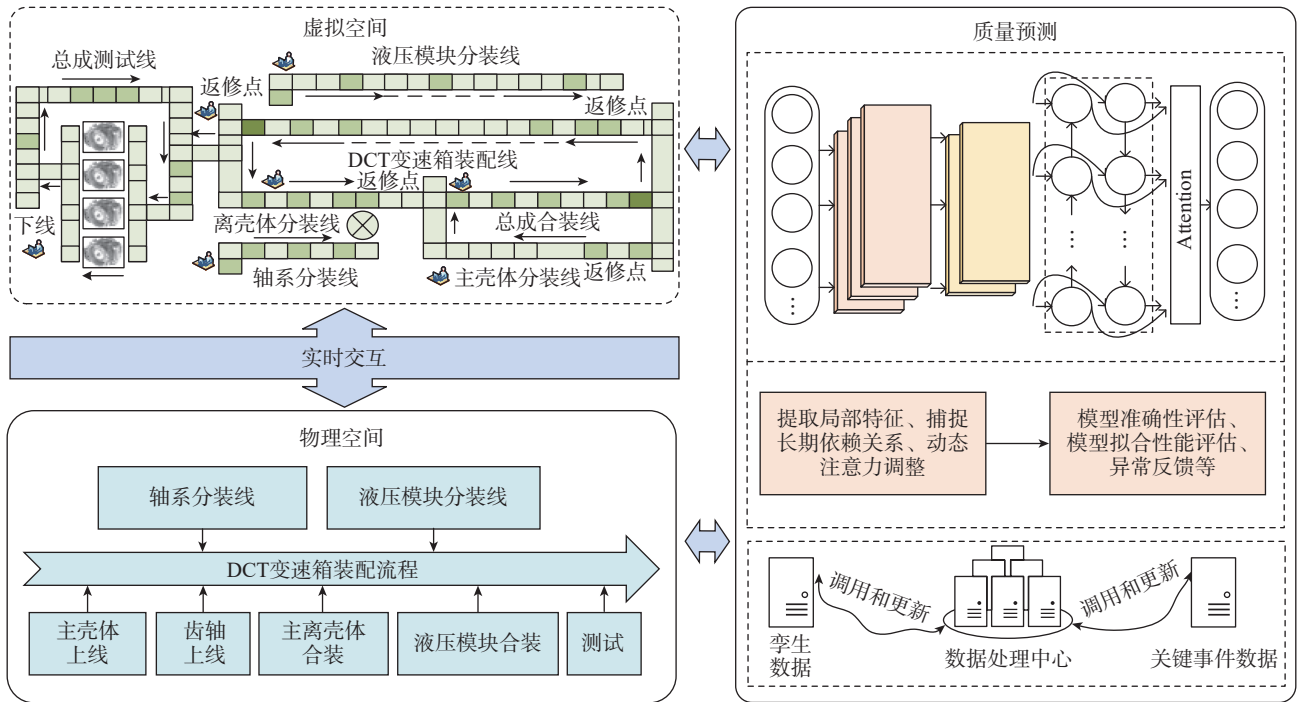 虚拟空间
总成测试线
液压模块分装线
返修点
返修点
DCT变速箱装配线
返修点
下线
离壳体分装线
总成合装线
轴系分装线
主壳体分装线
返修点
实时交互
物理空间
轴系分装线
液压模块分装线
DCT变速箱装配流程
主壳体
上线
齿轴
上线
主离壳体
合装
液压模块合装
测试
质量预测
...
...
...
...
Attention
提取局部特征、捕捉
长期依赖关系、动态
注意力调整
模型准确性评估、
模型拟合性能评估、
异常反馈等
调用和更新
调用和更新
孪生
数据
数据处理中心
关键事件数据